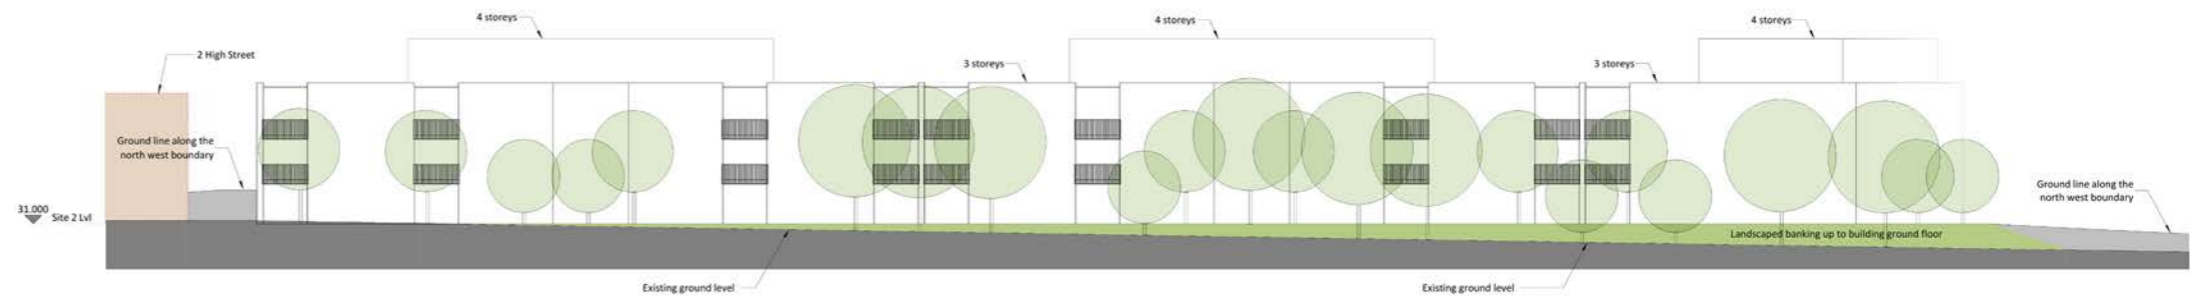 4 storeys
4 storeys
4 storeys
2 High Street
3 storeys
3 storeys
Ground line along the
north west boundary
Ground line along the
north west boundary
31.000
Site 2 Lvl
Landscaped banking up to building ground floor
Existing ground level
Existing ground level